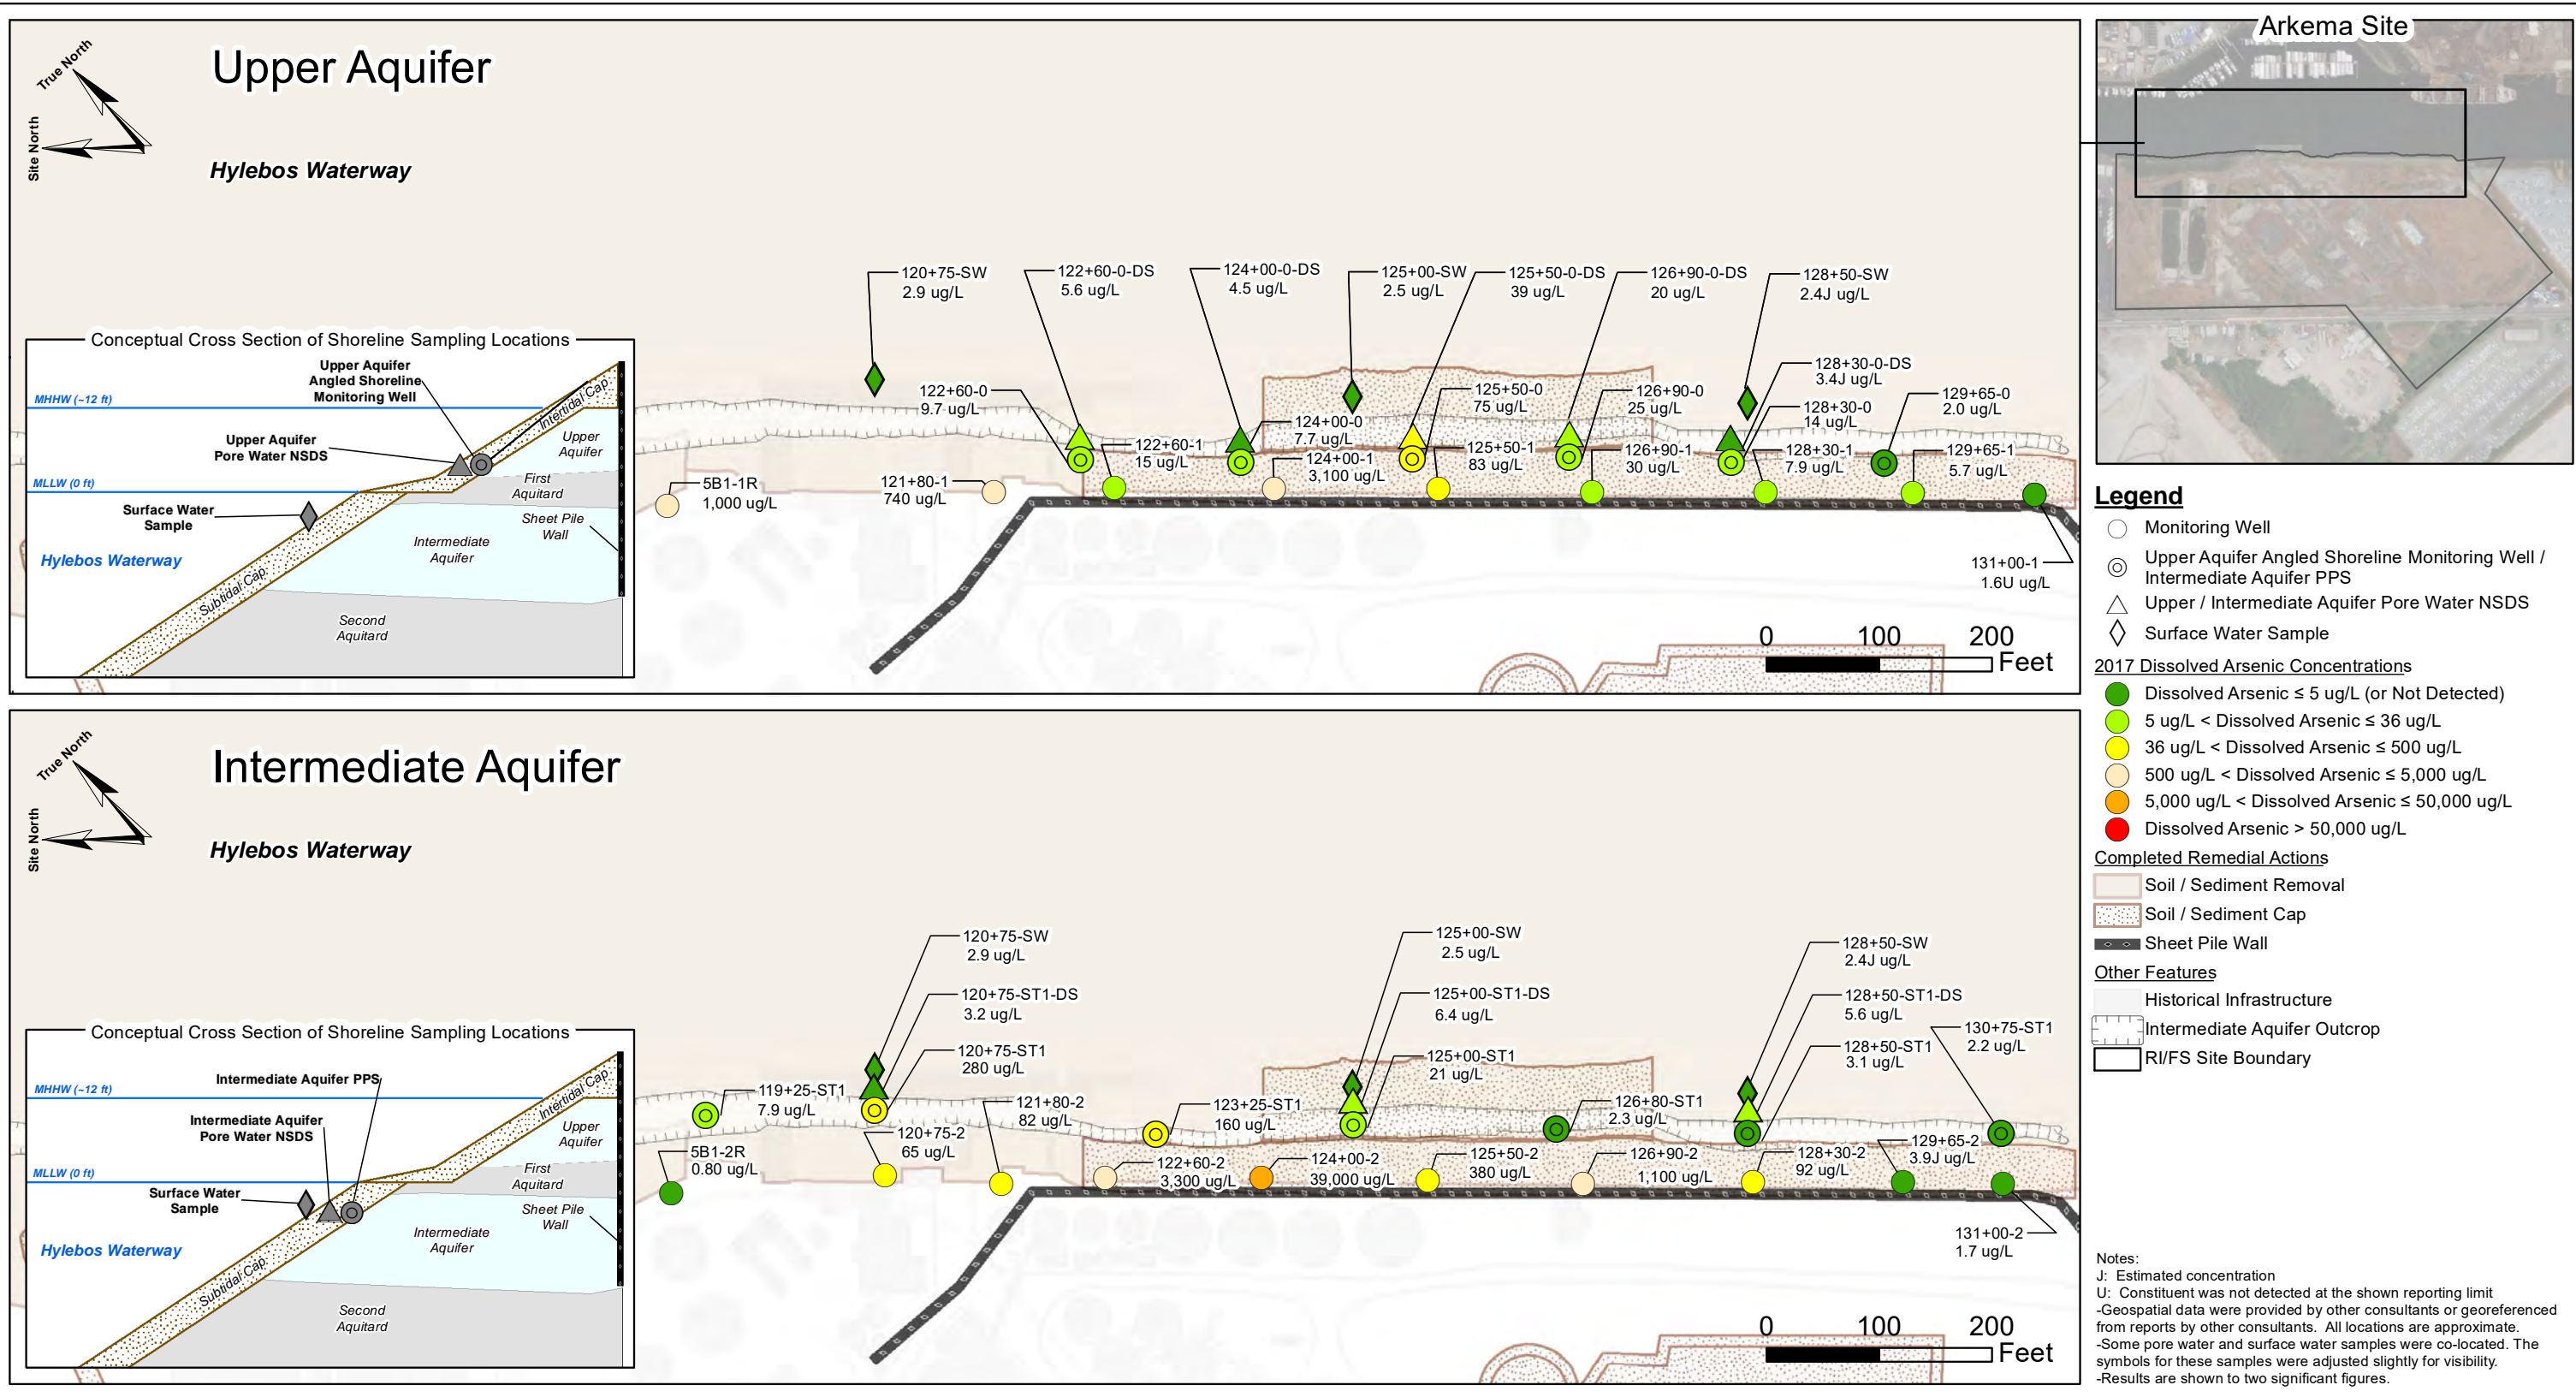 Upper Aquifer
True North
Site North
Hylebos Waterway
120+75-SW
2.9 ug/L
122+60-0-DS
5.6 ug/L
124+00-0-DS
4.5 ug/L
125+00-SW
2.5 ug/L
125+50-0-DS
39 ug/L
126+90-0-DS
20 ug/L
128+50-SW
2.4J ug/L
128+30-0-DS
3.4J ug/L
122+60-0
9.7 ug/L
124+00-0
7.7 ug/L
125+50-0
75 ug/L
126+90-0
25 ug/L
128+30-0
14 ug/L
129+65-0
2.0 ug/L
5B1-1R
1,000 ug/L
121+80-1
740 ug/L
122+60-1
15 ug/L
124+00-1
3,100 ug/L
125+50-1
83 ug/L
126+90-1
30 ug/L
128+30-1
7.9 ug/L
129+65-1
5.7 ug/L
131+00-1
1.6U ug/L
0 100 200
Feet
Conceptual Cross Section of Shoreline Sampling Locations
Upper Aquifer
Angled Shoreline
Monitoring Well
MHHW (~12 ft)
Intertidal Cap
Upper Aquifer
Pore Water NSDS
Upper
Aquifer
MLLW (0 ft)
First
Aquitard
Surface Water
Sample
Sheet Pile
Wall
Intermediate
Aquifer
Hylebos Waterway
Subtidal Cap
Second
Aquitard
Intermediate Aquifer
True North
Site North
Hylebos Waterway
120+75-SW
2.9 ug/L
120+75-ST1-DS
3.2 ug/L
120+75-ST1
280 ug/L
125+00-SW
2.5 ug/L
125+00-ST1-DS
6.4 ug/L
125+00-ST1
21 ug/L
128+50-SW
2.4J ug/L
128+50-ST1-DS
5.6 ug/L
128+50-ST1
3.1 ug/L
130+75-ST1
2.2 ug/L
119+25-ST1
7.9 ug/L
121+80-2
82 ug/L
123+25-ST1
160 ug/L
126+80-ST1
2.3 ug/L
5B1-2R
0.80 ug/L
120+75-2
65 ug/L
122+60-2
3,300 ug/L
124+00-2
39,000 ug/L
125+50-2
380 ug/L
126+90-2
1,100 ug/L
128+30-2
92 ug/L
129+65-2
3.9J ug/L
131+00-2
1.7 ug/L
0 100 200
Feet
Conceptual Cross Section of Shoreline Sampling Locations
Intermediate Aquifer PPS
MHHW (~12 ft)
Intertidal Cap
Intermediate Aquifer
Pore Water NSDS
Upper
Aquifer
MLLW (0 ft)
First
Aquitard
Surface Water
Sample
Sheet Pile
Wall
Intermediate
Aquifer
Hylebos Waterway
Subtidal Cap
Second
Aquitard
Arkema Site
Legend
Monitoring Well
Upper Aquifer Angled Shoreline Monitoring Well /
Intermediate Aquifer PPS
Upper / Intermediate Aquifer Pore Water NSDS
Surface Water Sample
2017 Dissolved Arsenic Concentrations
Dissolved Arsenic ≤ 5 ug/L (or Not Detected)
5 ug/L < Dissolved Arsenic ≤ 36 ug/L
36 ug/L < Dissolved Arsenic ≤ 500 ug/L
500 ug/L < Dissolved Arsenic ≤ 5,000 ug/L
5,000 ug/L < Dissolved Arsenic ≤ 50,000 ug/L
Dissolved Arsenic > 50,000 ug/L
Completed Remedial Actions
Soil / Sediment Removal
Soil / Sediment Cap
Sheet Pile Wall
Other Features
Historical Infrastructure
Intermediate Aquifer Outcrop
RI/FS Site Boundary
Notes:
J: Estimated concentration
U: Constituent was not detected at the shown reporting limit
-Geospatial data were provided by other consultants or georeferenced
from reports by other consultants. All locations are approximate.
-Some pore water and surface water samples were co-located. The
symbols for these samples were adjusted slightly for visibility.
-Results are shown to two significant figures.